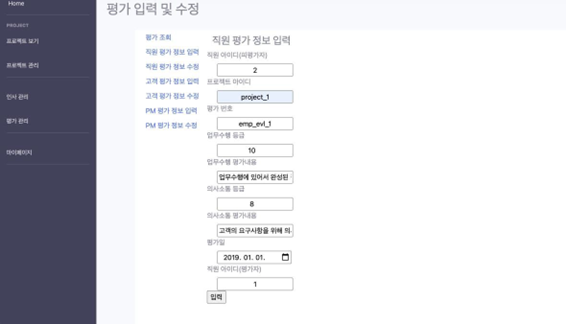 Home
평가 입력 및 수정
PROJECT
프로젝트 보기
프로젝트 관리
인사 관리
평가 관리
마이페이지
평가 조회
직원 평가 정보 입력
직원 평가 정보 수정
고객 평가 정보 입력
고객 평가 정보 수정
PM 평가 정보 입력
PM 평가 정보 수정
직원 평가 정보 입력
직원 아이디(피평가자)
2
프로젝트 아이디
project_1
평가 번호
emp_evl_1
업무수행 등급
10
업무수행 평가내용
업무수행에 있어서 완성된
의사소통 등급
8
의사소통 평가내용
고객의 요구사항을 위해 의
평가일
2019. 01. 01.
직원 아이디(평가자)
1
입력